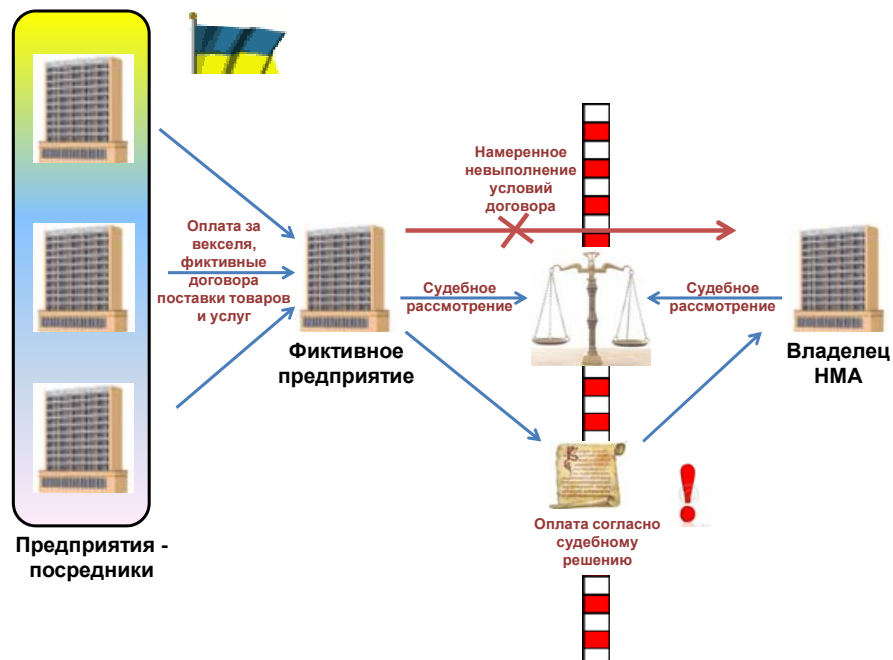 Намеренное
невыполнение
условий
договора
Оплата за
векселя,
фиктивные
договора
поставки товаров
и услуг
Судебное
рассмотрение
Судебное
рассмотрение
Фиктивное
предприятие
Владелец
НМА
Оплата согласно
судебному
решению
Предприятия -
посредники